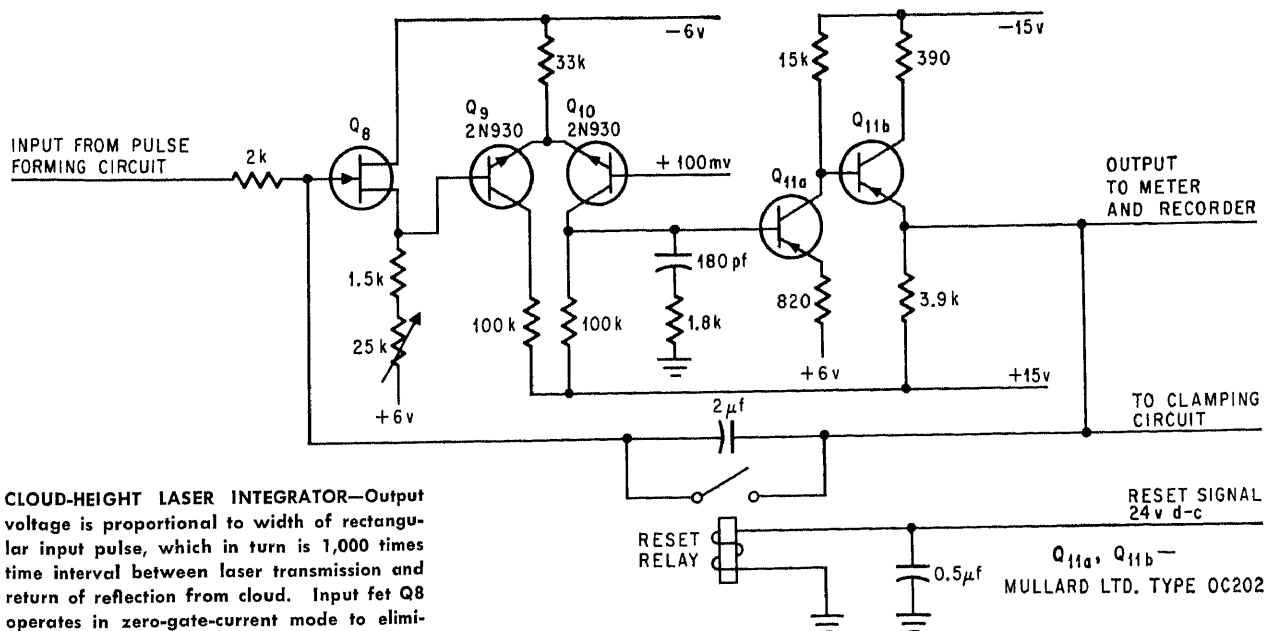 −6v
−15v
33k
15k
390
Q8
Q9
2N930
Q10
2N930
Q11b
INPUT FROM PULSE
FORMING CIRCUIT
2k
+100mv
Q11a
OUTPUT
TO METER
AND RECORDER
1.5k
180 pf
820
3.9k
25k
100k
100k
1.8k
+6v
+6v
+15v
2μf
TO CLAMPING
CIRCUIT
RESET SIGNAL
24v d-c
RESET
RELAY
0.5μf
Q11a, Q11b—
MULLARD LTD. TYPE OC202
CLOUD-HEIGHT LASER INTEGRATOR—Output
voltage is proportional to width of rectangu-
lar input pulse, which in turn is 1,000 times
time interval between laser transmission and
return of reflection from cloud. Input fet Q8
operates in zero-gate-current mode to elimi-